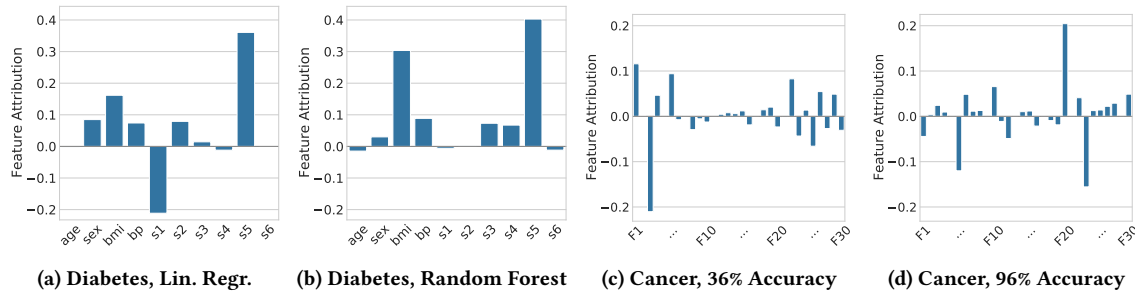 Feature Attribution
0.4
0.3
0.2
0.1
0.0
−0.1
−0.2
age sex bmi bp s1 s2 s3 s4 s5 s6
(a) Diabetes, Lin. Regr.
Feature Attribution
0.4
0.3
0.2
0.1
0.0
−0.1
−0.2
age sex bmi bp s1 s2 s3 s4 s5 s6
(b) Diabetes, Random Forest
Feature Attribution
0.2
0.1
0.0
−0.1
−0.2
F1 ... F10 ... F20 ... F30
(c) Cancer, 36% Accuracy
Feature Attribution
0.2
0.1
0.0
−0.1
−0.2
F1 ... F10 ... F20 ... F30
(d) Cancer, 96% Accuracy